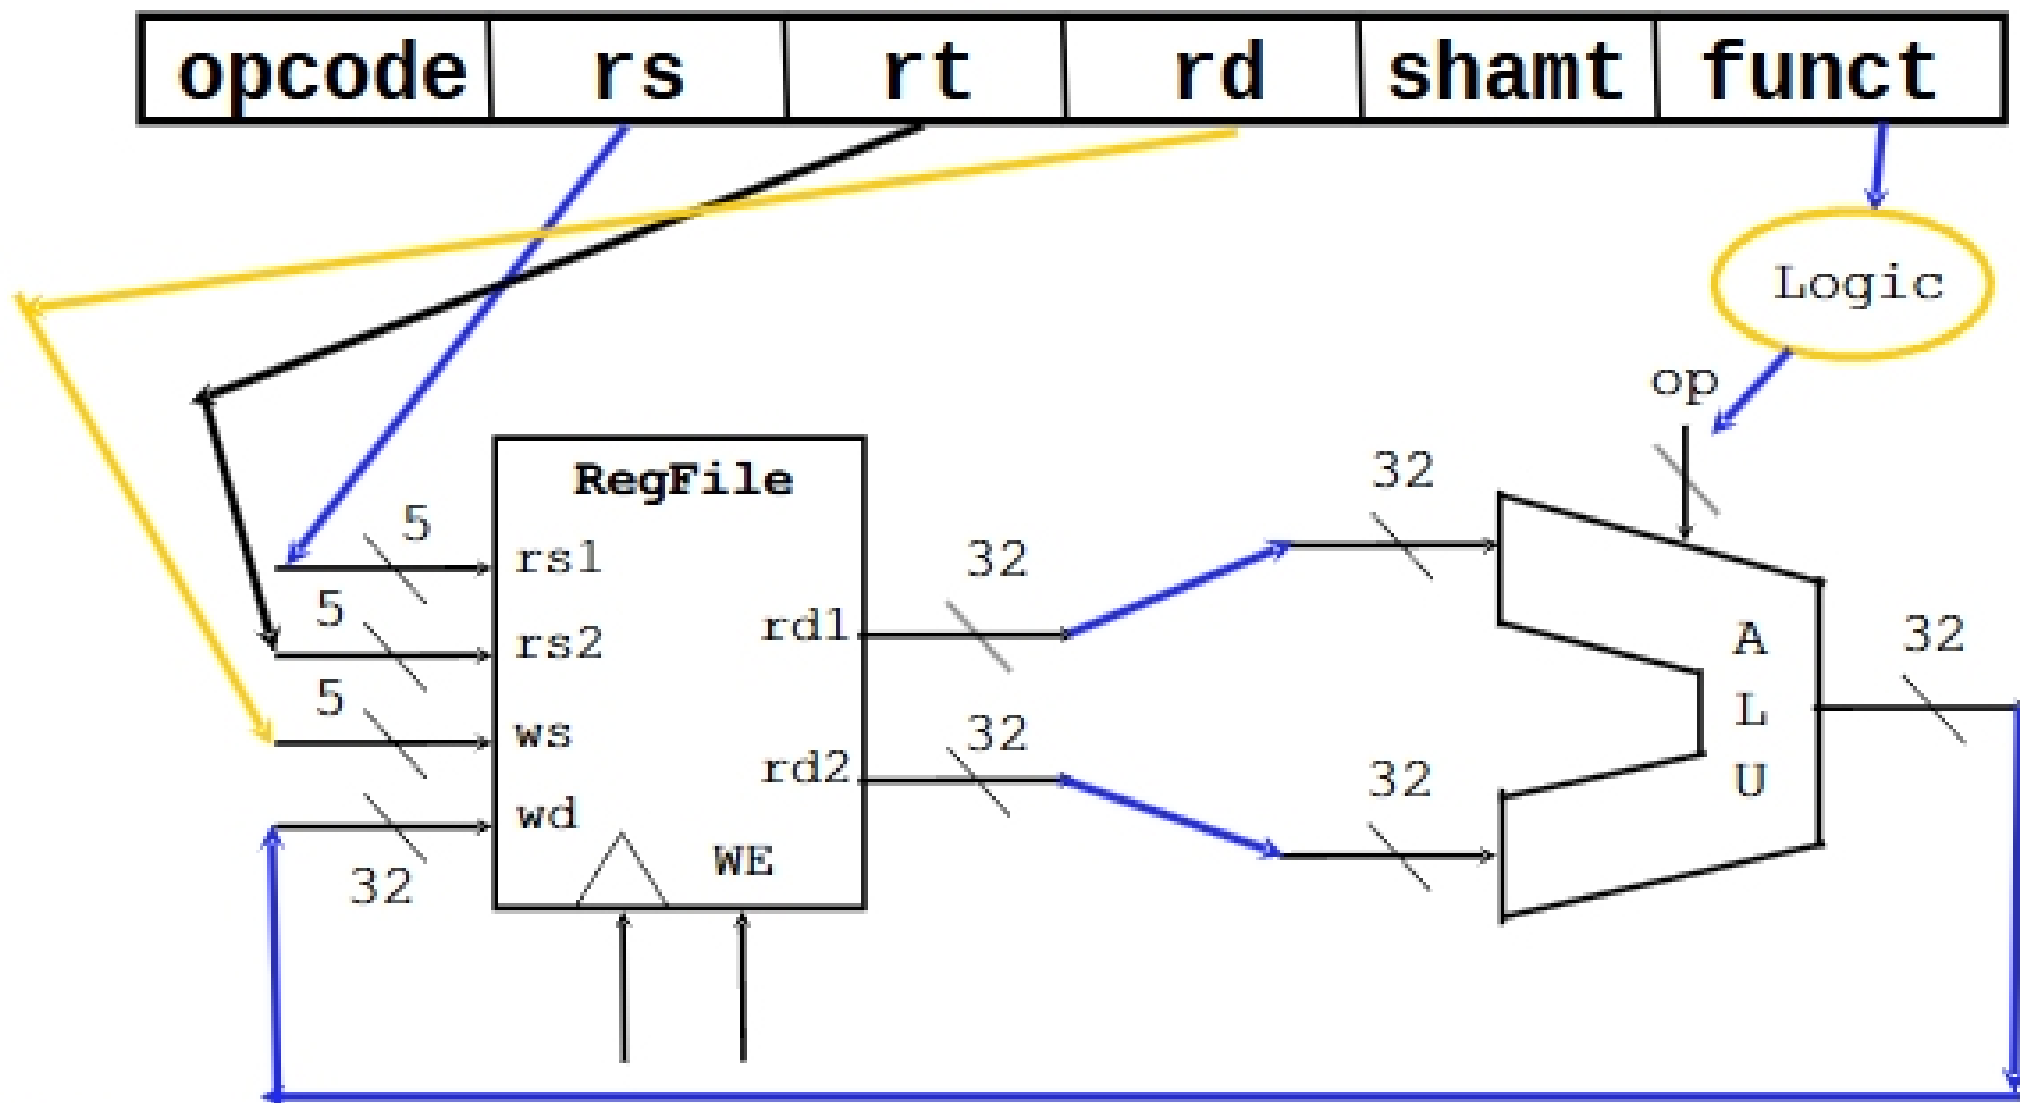 opcode rs rt rd shamt funct
Logic
op
RegFile
32
5
rs1
32
rd1
5
rs2
A
32
5
ws
32
L
rd2
32
U
wd
WE
32